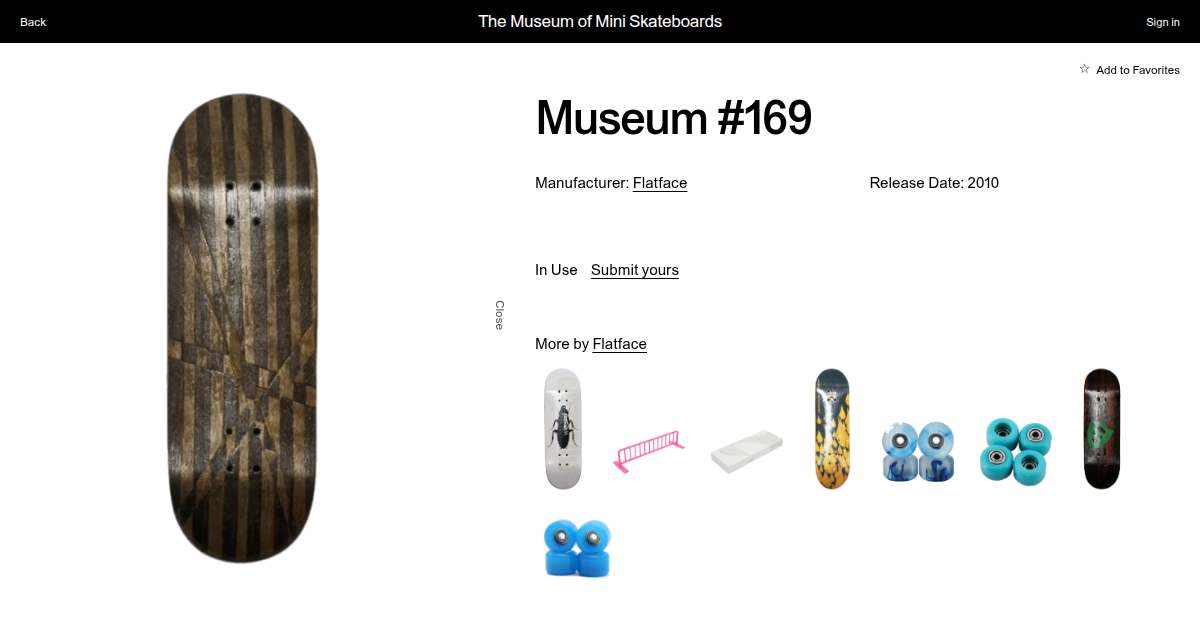 Back
The Museum of Mini Skateboards
Sign in
☆ Add to Favorites
Museum #169
Manufacturer: Flatface
Release Date: 2010
In Use Submit yours
Close
More by Flatface